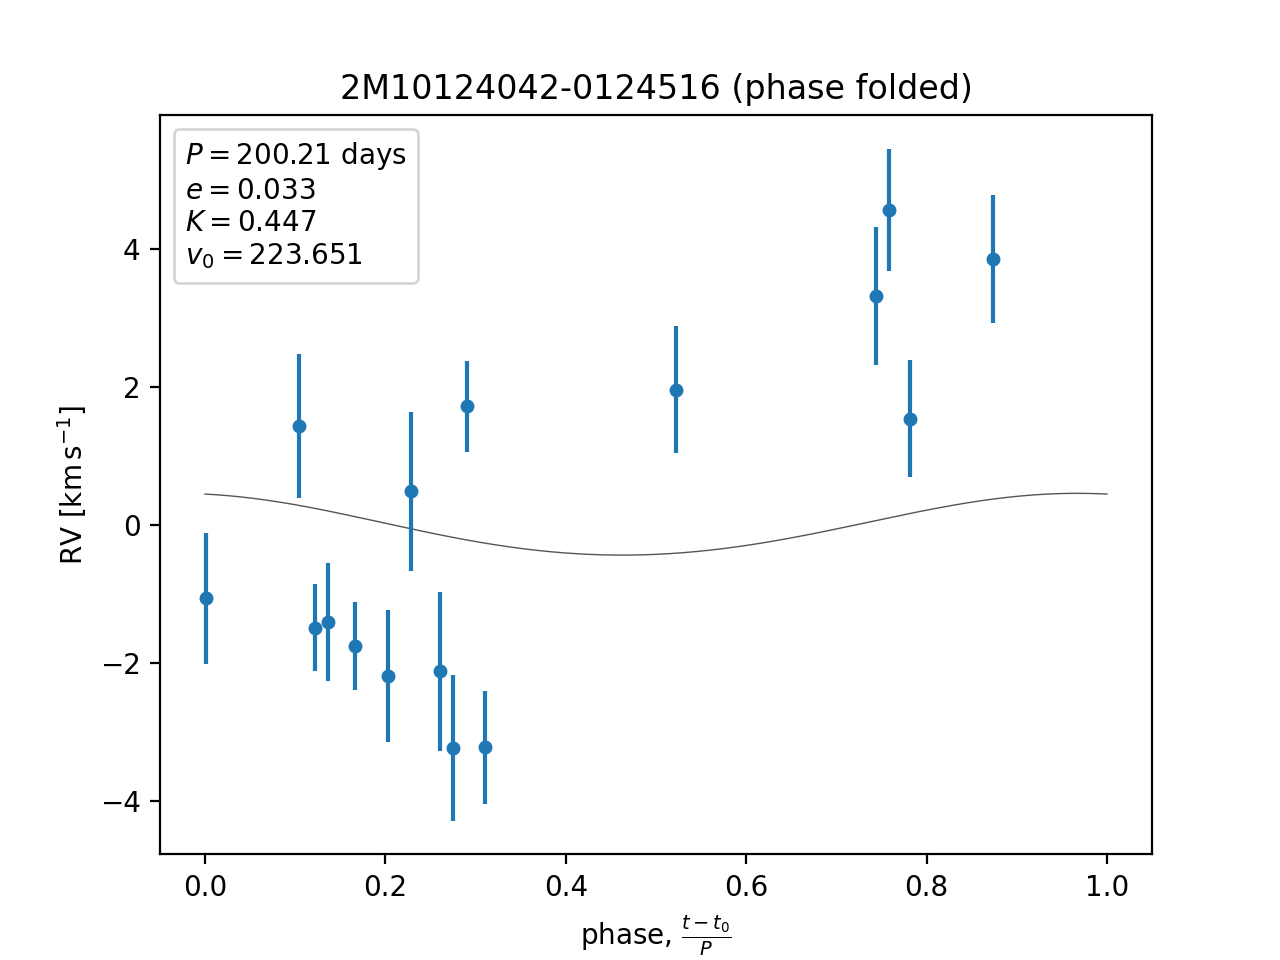 2M10124042-0124516 (phase folded)
P = 200.21 days
e = 0.033
K = 0.447
v₀ = 223.651
4
2
0
−2
−4
RV [km s⁻¹]
0.0 0.2 0.4 0.6 0.8 1.0
phase, (t − t₀)/P